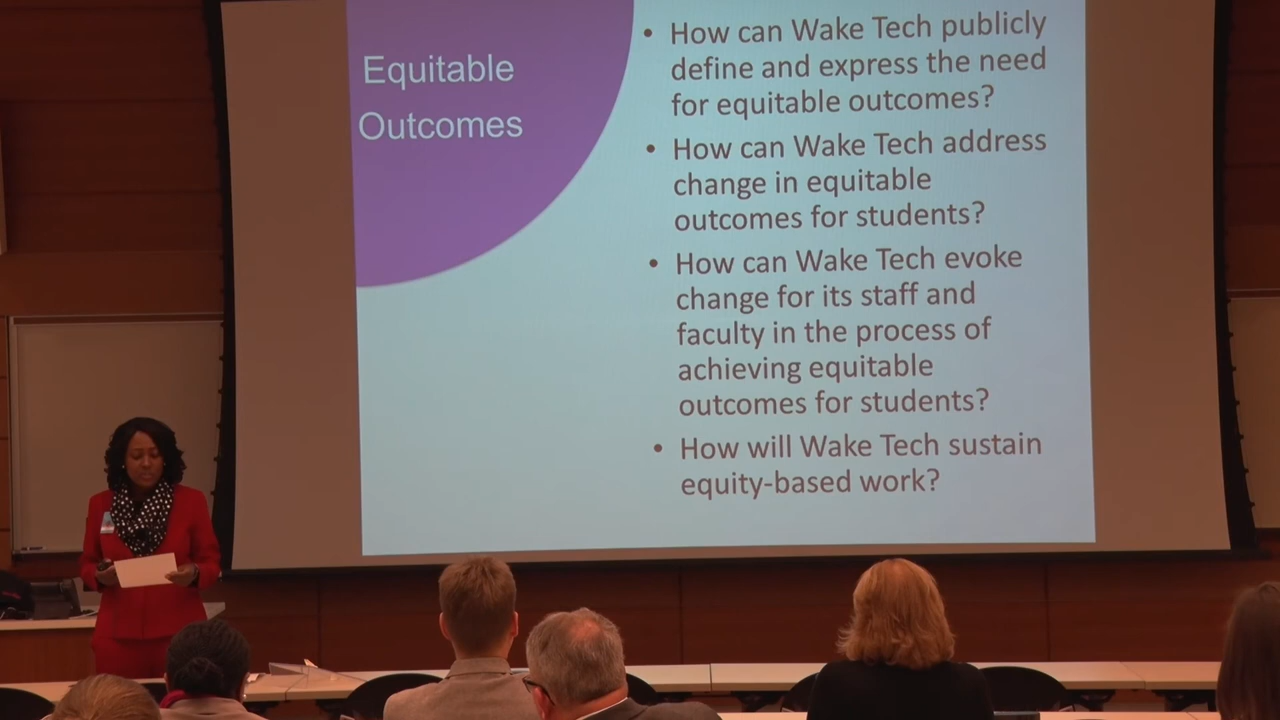 Equitable
Outcomes
• How can Wake Tech publicly
define and express the need
for equitable outcomes?
• How can Wake Tech address
change in equitable
outcomes for students?
• How can Wake Tech evoke
change for its staff and
faculty in the process of
achieving equitable
outcomes for students?
• How will Wake Tech sustain
equity-based work?